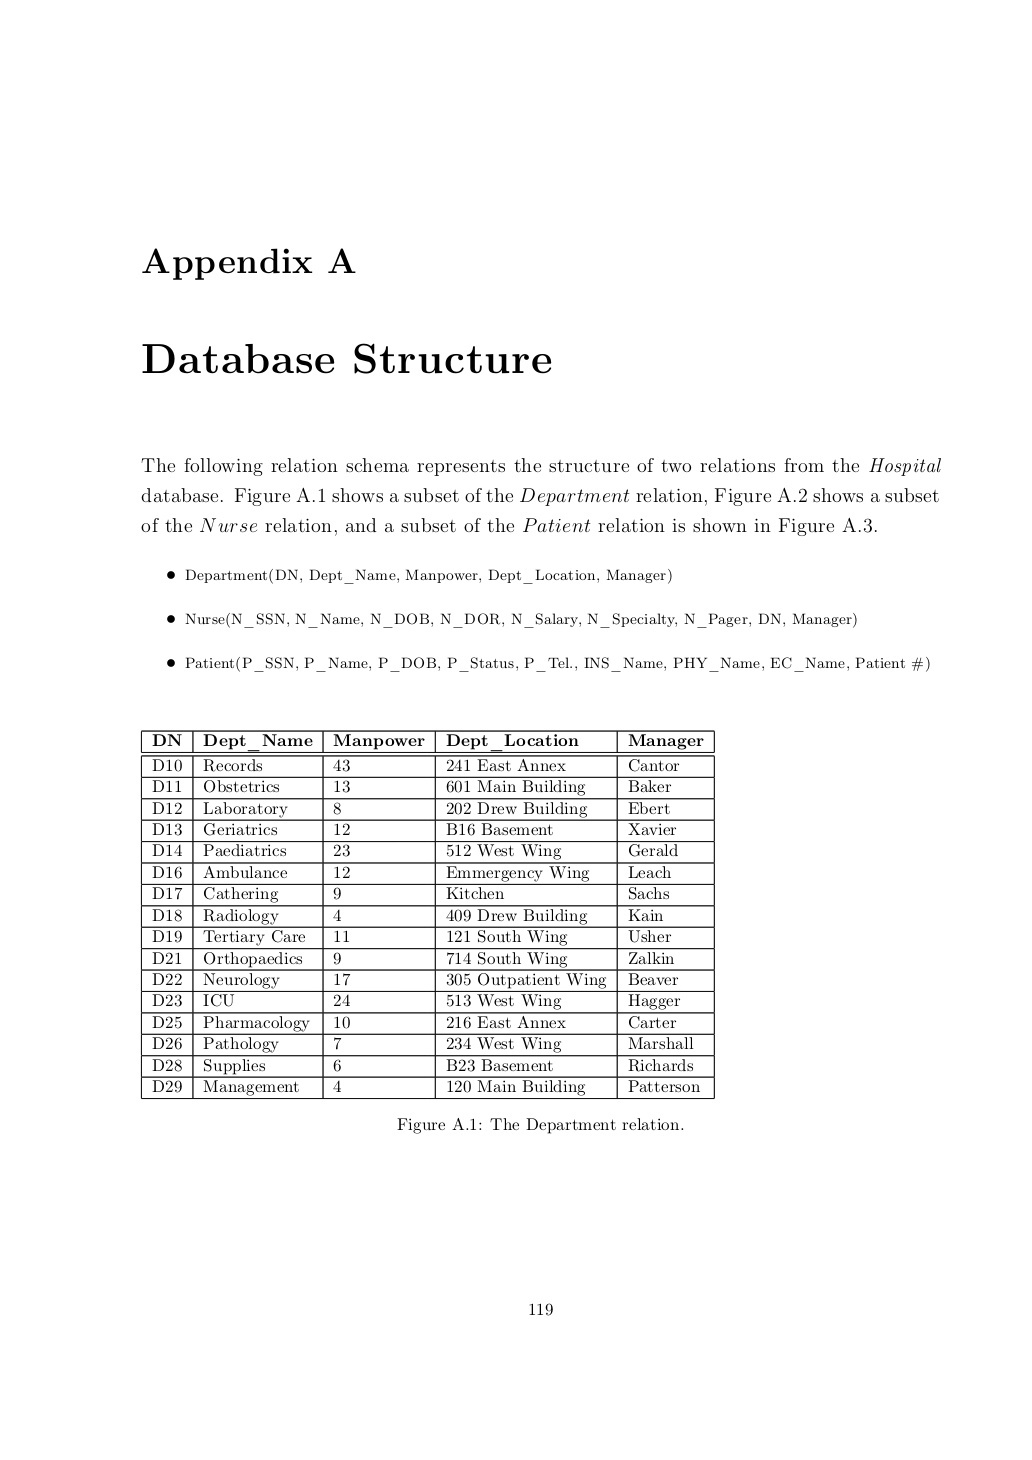 Appendix A
Database Structure
The following relation schema represents the structure of two relations from the Hospital
database. Figure A.1 shows a subset of the Department relation, Figure A.2 shows a subset
of the Nurse relation, and a subset of the Patient relation is shown in Figure A.3.
• Department(DN, Dept_Name, Manpower, Dept_Location, Manager)
• Nurse(N_SSN, N_Name, N_DOB, N_DOR, N_Salary, N_Specialty, N_Pager, DN, Manager)
• Patient(P_SSN, P_Name, P_DOB, P_Status, P_Tel., INS_Name, PHY_Name, EC_Name, Patient #)
DN Dept_Name Manpower Dept_Location Manager
D10 Records 43 241 East Annex Cantor
D11 Obstetrics 13 601 Main Building Baker
D12 Laboratory 8 202 Drew Building Ebert
D13 Geriatrics 12 B16 Basement Xavier
D14 Paediatrics 23 512 West Wing Gerald
D16 Ambulance 12 Emmergency Wing Leach
D17 Cathering 9 Kitchen Sachs
D18 Radiology 4 409 Drew Building Kain
D19 Tertiary Care 11 121 South Wing Usher
D21 Orthopaedics 9 714 South Wing Zalkin
D22 Neurology 17 305 Outpatient Wing Beaver
D23 ICU 24 513 West Wing Hagger
D25 Pharmacology 10 216 East Annex Carter
D26 Pathology 7 234 West Wing Marshall
D28 Supplies 6 B23 Basement Richards
D29 Management 4 120 Main Building Patterson
Figure A.1: The Department relation.
119